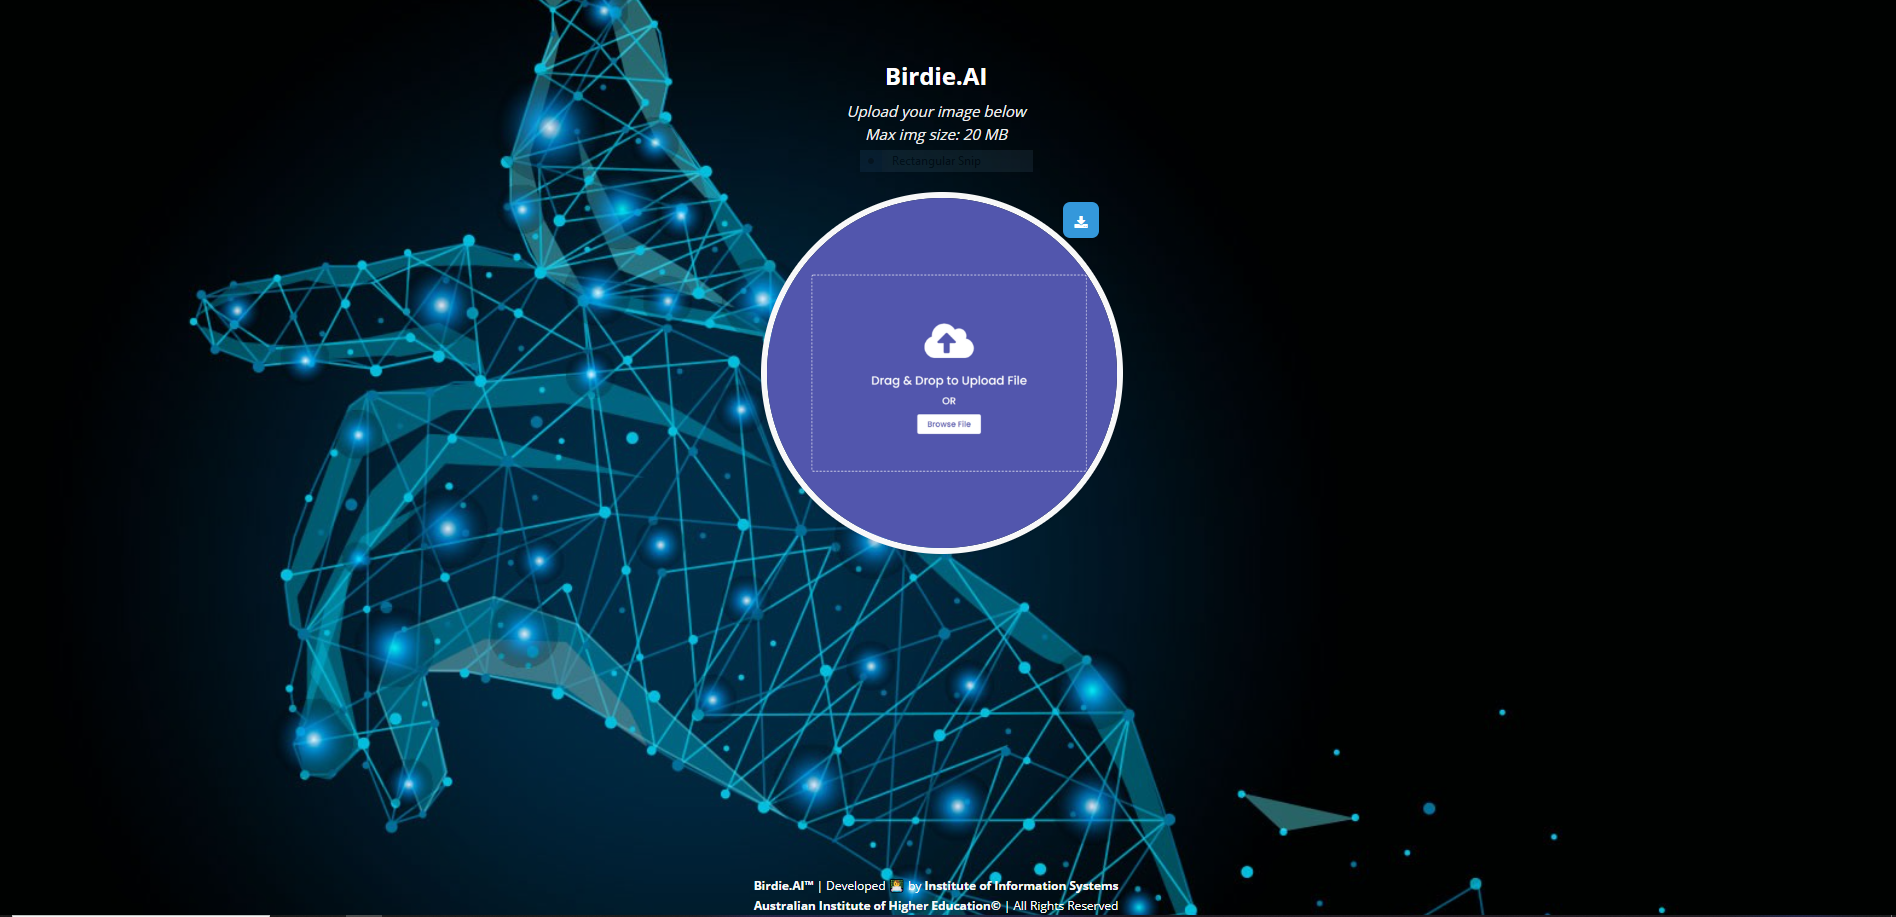 Birdie.AI
Upload your image below
Max img size: 20 MB
Rectangular Snip
Drag & Drop to Upload File
OR
Browse File
Birdie.AI™ | Developed 👨‍💻 by Institute of Information Systems
Australian Institute of Higher Education© | All Rights Reserved